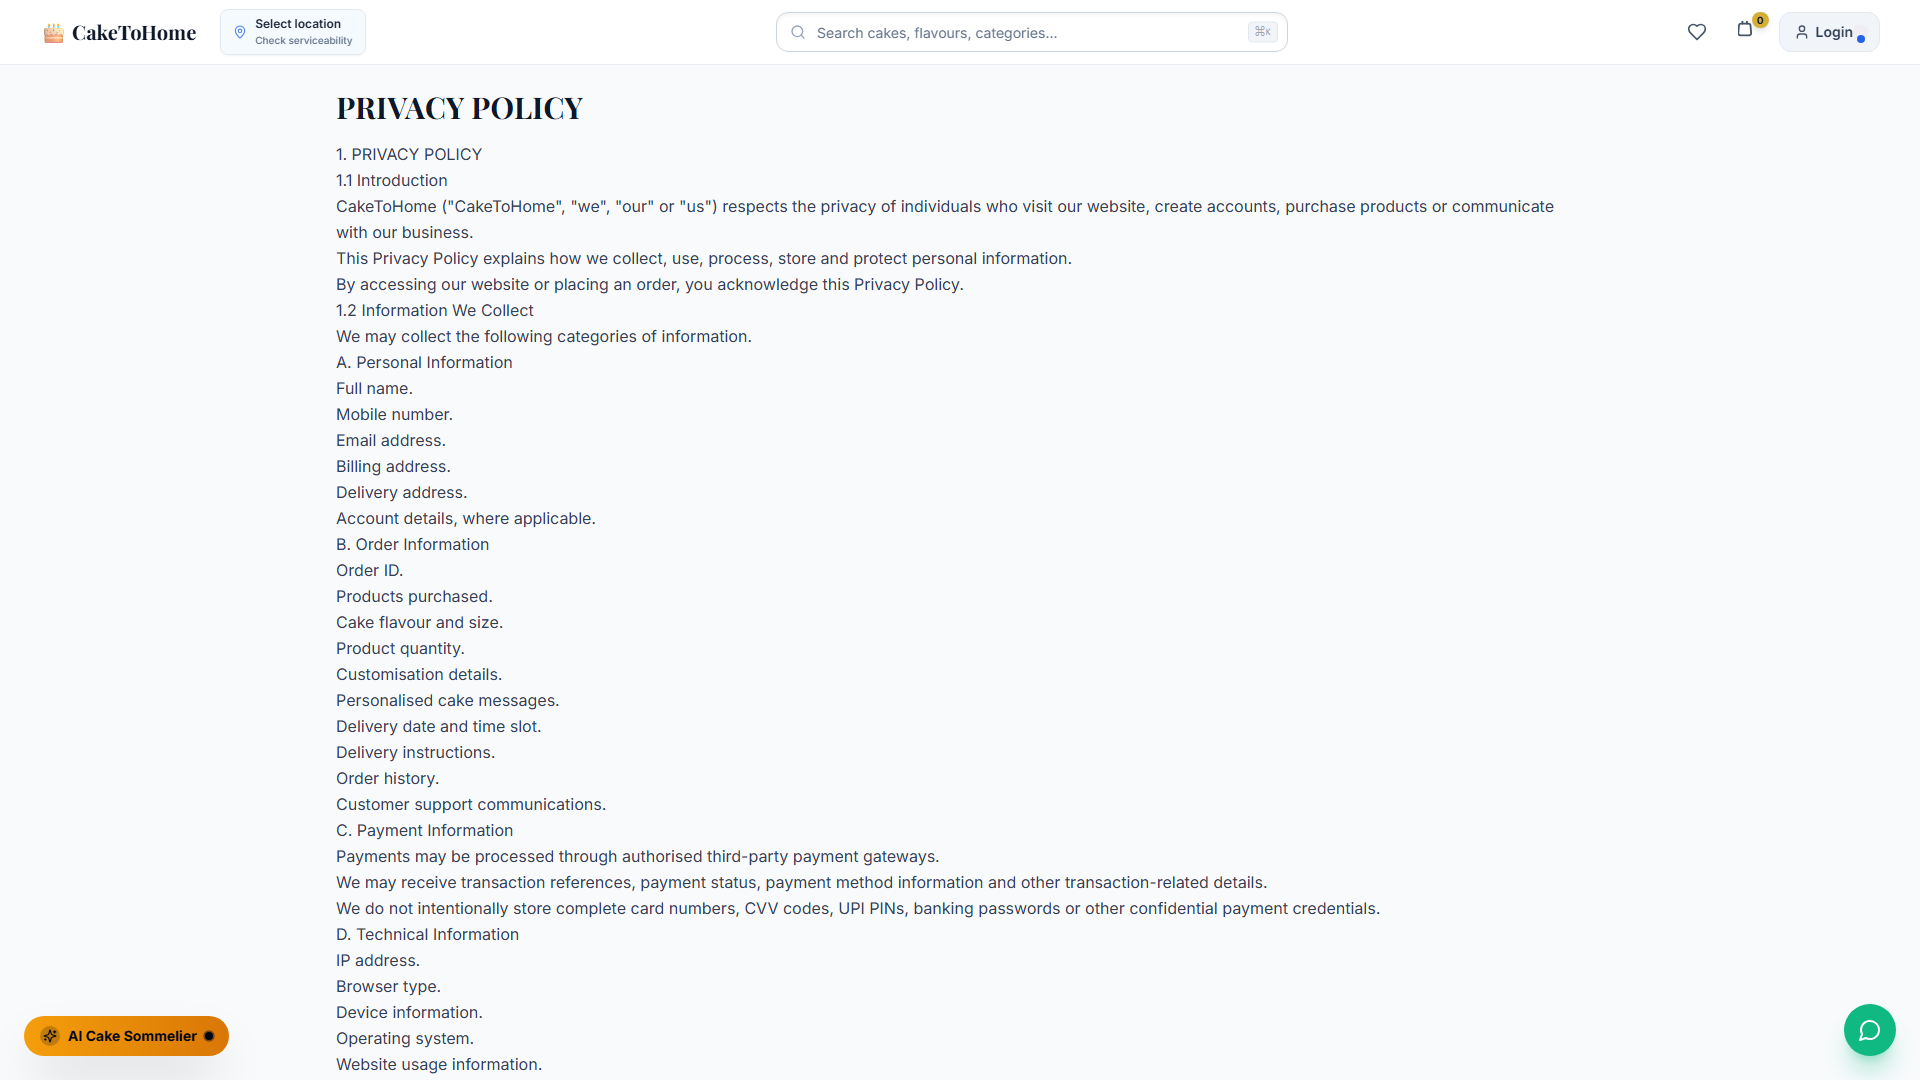 CakeToHome
Select location
Check serviceability
Search cakes, flavours, categories...
⌘K
0
Login
PRIVACY POLICY
1. PRIVACY POLICY
1.1 Introduction
CakeToHome ("CakeToHome", "we", "our" or "us") respects the privacy of individuals who visit our website, create accounts, purchase products or communicate
with our business.
This Privacy Policy explains how we collect, use, process, store and protect personal information.
By accessing our website or placing an order, you acknowledge this Privacy Policy.
1.2 Information We Collect
We may collect the following categories of information.
A. Personal Information
Full name.
Mobile number.
Email address.
Billing address.
Delivery address.
Account details, where applicable.
B. Order Information
Order ID.
Products purchased.
Cake flavour and size.
Product quantity.
Customisation details.
Personalised cake messages.
Delivery date and time slot.
Delivery instructions.
Order history.
Customer support communications.
C. Payment Information
Payments may be processed through authorised third-party payment gateways.
We may receive transaction references, payment status, payment method information and other transaction-related details.
We do not intentionally store complete card numbers, CVV codes, UPI PINs, banking passwords or other confidential payment credentials.
D. Technical Information
IP address.
Browser type.
Device information.
Operating system.
Website usage information.
AI Cake Sommelier